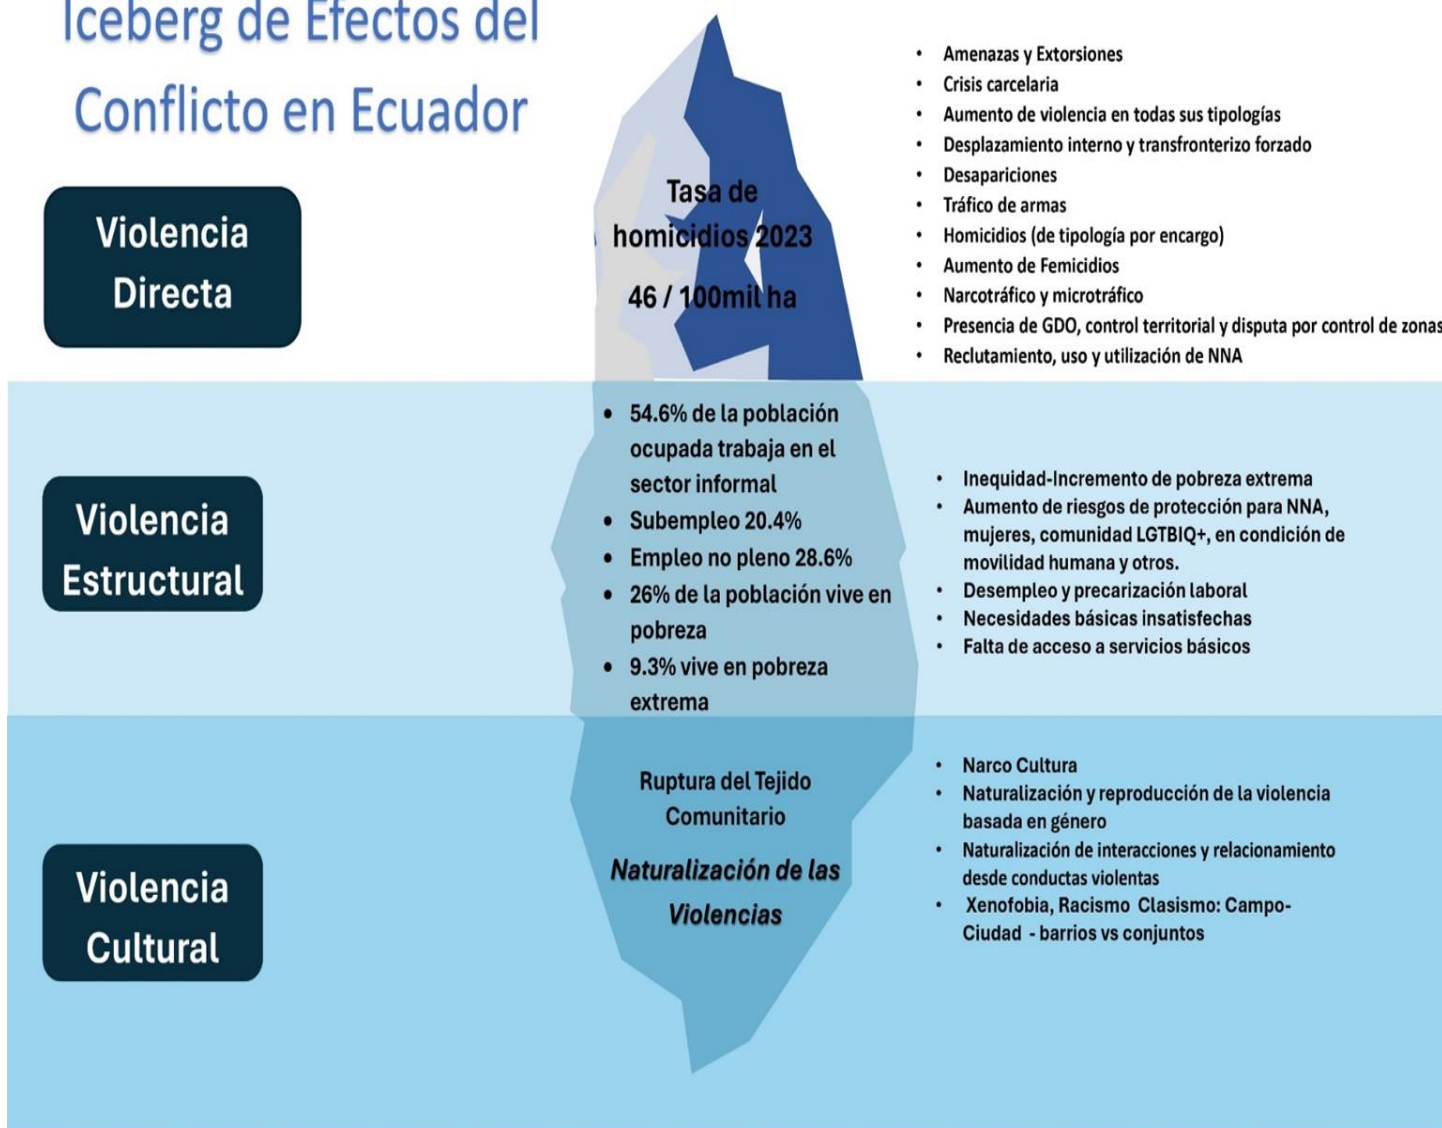 Iceberg de Efectos del
Conflicto en Ecuador
Violencia
Directa
Tasa de
homicidios 2023
46 / 100mil ha
• Amenazas y Extorsiones
• Crisis carcelaria
• Aumento de violencia en todas sus tipologías
• Desplazamiento interno y transfronterizo forzado
• Desapariciones
• Tráfico de armas
• Homicidios (de tipología por encargo)
• Aumento de Femicidios
• Narcotráfico y microtráfico
• Presencia de GDO, control territorial y disputa por control de zonas
• Reclutamiento, uso y utilización de NNA
Violencia
Estructural
• 54.6% de la población
ocupada trabaja en el
sector informal
• Subempleo 20.4%
• Empleo no pleno 28.6%
• 26% de la población vive en
pobreza
• 9.3% vive en pobreza
extrema
• Inequidad-Incremento de pobreza extrema
• Aumento de riesgos de protección para NNA,
mujeres, comunidad LGTBIQ+, en condición de
movilidad humana y otros.
• Desempleo y precarización laboral
• Necesidades básicas insatisfechas
• Falta de acceso a servicios básicos
Violencia
Cultural
Ruptura del Tejido
Comunitario
Naturalización de las
Violencias
• Narco Cultura
• Naturalización y reproducción de la violencia
basada en género
• Naturalización de interacciones y relacionamiento
desde conductas violentas
• Xenofobia, Racismo Clasismo: Campo-
Ciudad - barrios vs conjuntos